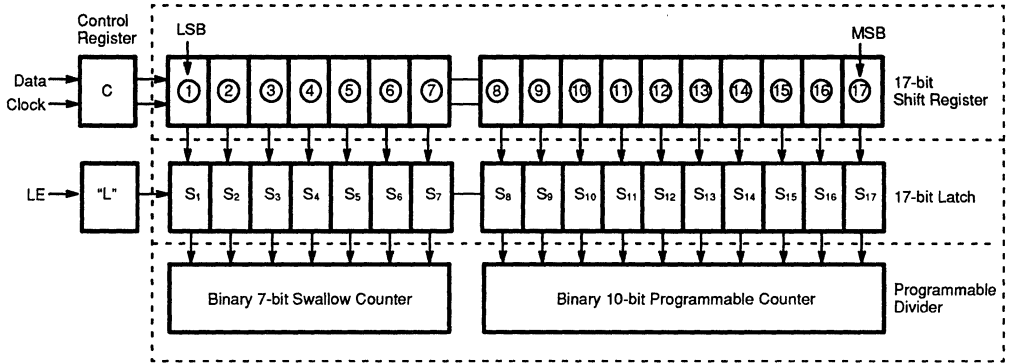 Control
Register
LSB
MSB
Data
Clock
C
1 2 3 4 5 6 7 8 9 10 11 12 13 14 15 16 17
17-bit
Shift Register
LE
"L"
S1 S2 S3 S4 S5 S6 S7 S8 S9 S10 S11 S12 S13 S14 S15 S16 S17
17-bit Latch
Binary 7-bit Swallow Counter
Binary 10-bit Programmable Counter
Programmable
Divider